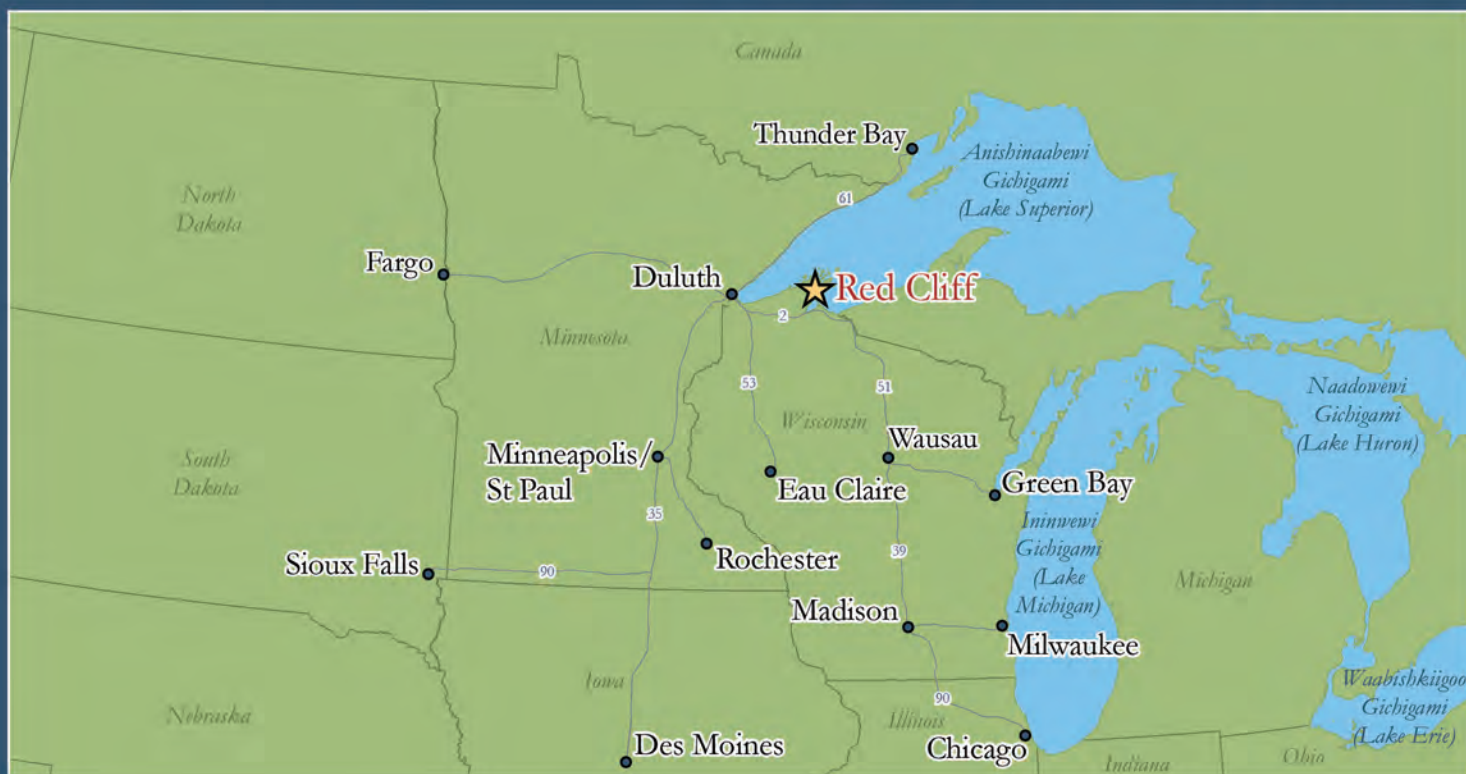 Canada
Thunder Bay
Anishinaabewi
Gichigami
(Lake Superior)
North
Dakota
61
Fargo
Duluth
Red Cliff
2
Minnesota
53
51
Naadowewi
Gichigami
(Lake Huron)
Wisconsin
Wausau
South
Dakota
Minneapolis/
St Paul
Eau Claire
Green Bay
35
Ininwewi
Gichigami
(Lake
Michigan)
39
Rochester
Sioux Falls
90
Michigan
Madison
Milwaukee
Iowa
Waabishkiigoo
Gichigami
(Lake Erie)
Nebraska
90
Illinois
Des Moines
Chicago
Indiana
Ohio